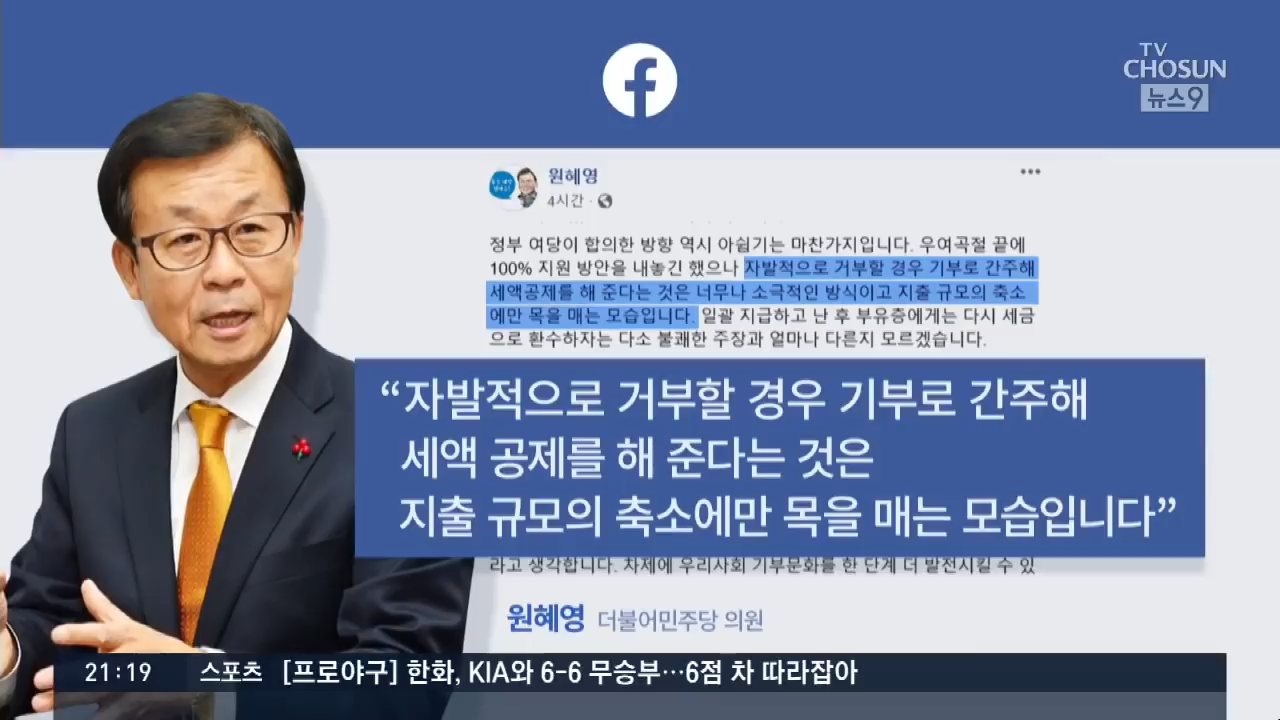 TV
CHOSUN
뉴스9
원혜영
4시간
정부 여당이 합의한 방향 역시 아쉽기는 마찬가지입니다. 우여곡절 끝에
100% 지원 방안을 내놓긴 했으나 자발적으로 거부할 경우 기부로 간주해
세액공제를 해 준다는 것은 너무나 소극적인 방식이고 지출 규모의 축소
에만 목을 매는 모습입니다. 일괄 지급하고 난 후 부유층에게는 다시 세금
으로 환수하자는 다소 불쾌한 주장과 얼마나 다른지 모르겠습니다.
“자발적으로 거부할 경우 기부로 간주해
세액 공제를 해 준다는 것은
지출 규모의 축소에만 목을 매는 모습입니다”
라고 생각합니다. 차제에 우리사회 기부문화를 한 단계 더 발전시킬 수 있
원혜영 더불어민주당 의원
21:19 스포츠 [프로야구] 한화, KIA와 6-6 무승부…6점 차 따라잡아